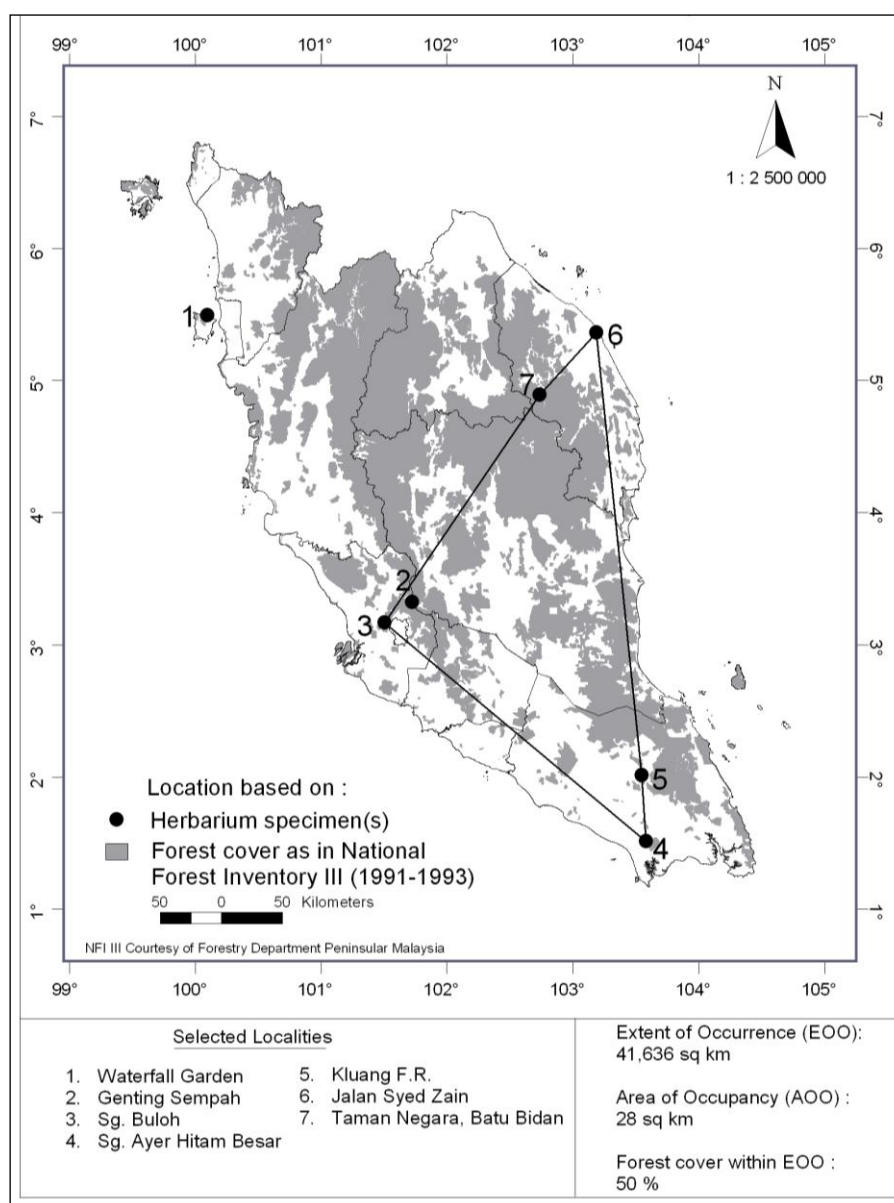 99° 100° 101° 102° 103° 104° 105°
N
1 : 2 500 000
7° 7°
6° 6°
1 6
5° 7 5°
4° 4°
2
3
3° 3°
2° 5 2°
4
1° 1°
Location based on :
Herbarium specimen(s)
Forest cover as in National
Forest Inventory III (1991-1993)
50 0 50 Kilometers
NFI III Courtesy of Forestry Department Peninsular Malaysia
99° 100° 101° 102° 103° 104° 105°
Selected Localities
1. Waterfall Garden
2. Genting Sempah
3. Sg. Buloh
4. Sg. Ayer Hitam Besar
5. Kluang F.R.
6. Jalan Syed Zain
7. Taman Negara, Batu Bidan
Extent of Occurrence (EOO):
41,636 sq km
Area of Occupancy (AOO) :
28 sq km
Forest cover within EOO :
50 %